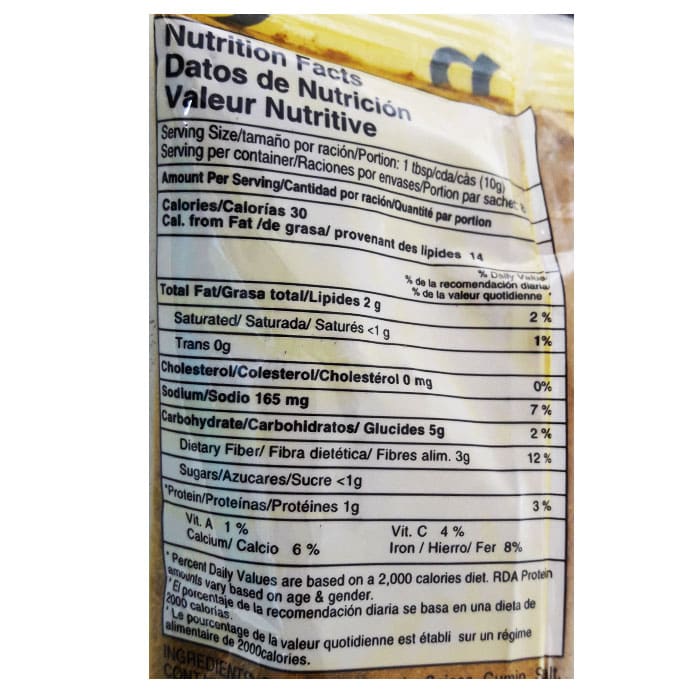 Nutrition Facts
Datos de Nutrición
Valeur Nutritive
Serving Size/tamaño por ración/Portion: 1 tbsp/cda/càs (10g)
Serving per container/Raciones por envases/Portion par sachet
Amount Per Serving/Cantidad por ración/Quantité par portion
Calories/Calorías 30
Cal. from Fat /de grasa/ provenant des lipides 14
% Daily Value
% de la recomendación diaria
% de la valeur quotidienne *
Total Fat/Grasa total/Lipides 2 g 2 %
Saturated/ Saturada/ Saturés <1 g 1%
Trans 0g
Cholesterol/Colesterol/Cholestérol 0 mg 0%
Sodium/Sodio 165 mg 7 %
Carbohydrate/Carbohidratos/ Glucides 5g 2 %
Dietary Fiber/ Fibra dietética/ Fibres alim. 3g 12 %
Sugars/Azucares/Sucre <1g
*Protein/Proteínas/Protéines 1g 3 %
Vit. A 1 % Vit. C 4 %
Calcium/ Calcio 6 % Iron / Hierro/ Fer 8%
* Percent Daily Values are based on a 2,000 calories diet. RDA Protein
amounts vary based on age & gender.
* El porcentaje de la recomendación diaria se basa en una dieta de
2000 calorías.
* Le pourcentage de la valeur quotidienne est établi sur un régime
alimentaire de 2000calories.
Cumin, Salt,